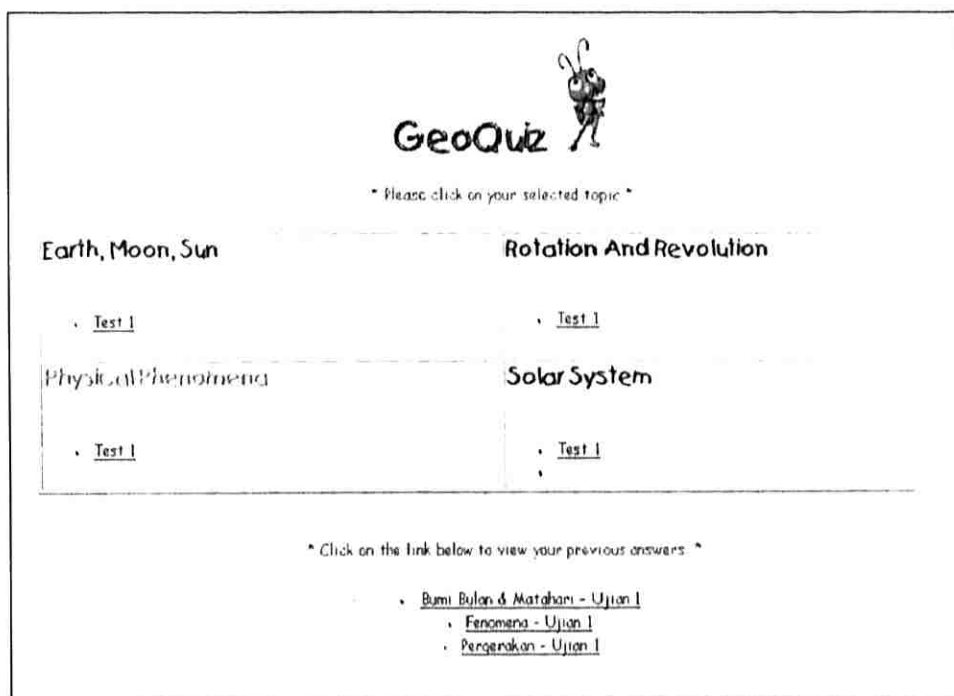 GeoQuiz
* Please click on your selected topic *
Earth, Moon, Sun
• Test 1
Rotation And Revolution
• Test 1
Physical Phenomena
• Test 1
Solar System
• Test 1
•
* Click on the link below to view your previous answers *
• Bumi Bulan & Matahari - Ujian 1
• Fenomena - Ujian 1
• Pergerakan - Ujian 1